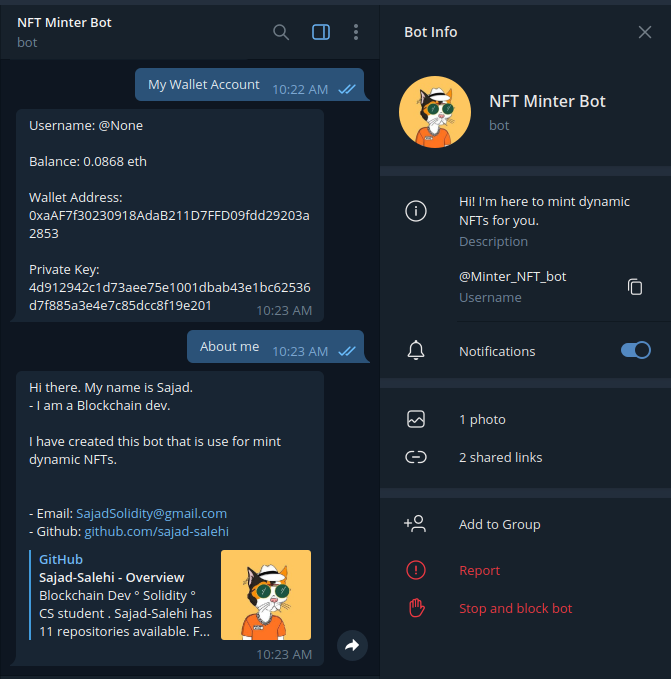 NFT Minter Bot
bot
My Wallet Account
10:22 AM
Username: @None
Balance: 0.0868 eth
Wallet Address:
0xaAF7f30230918AdaB211D7FFD09fdd29203a
2853
Private Key:
4d912942c1d73aee75e1001dbab43e1bc62536
d7f885a3e4e7c85dcc8f19e201
10:23 AM
About me
10:23 AM
Hi there. My name is Sajad.
- I am a Blockchain dev.
I have created this bot that is use for mint
dynamic NFTs.
- Email: SajadSolidity@gmail.com
- Github: github.com/sajad-salehi
GitHub
Sajad-Salehi - Overview
Blockchain Dev ° Solidity °
CS student . Sajad-Salehi has
11 repositories available. F...
10:23 AM
Bot Info
NFT Minter Bot
bot
Hi! I'm here to mint dynamic
NFTs for you.
Description
@Minter_NFT_bot
Username
Notifications
1 photo
2 shared links
Add to Group
Report
Stop and block bot